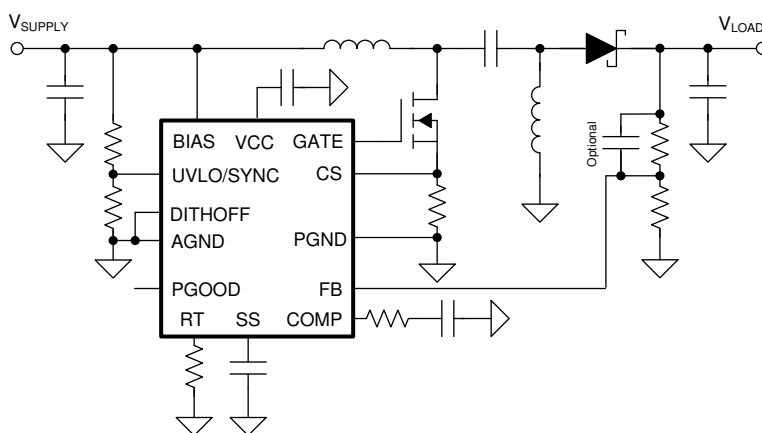 VSUPPLY
VLOAD
BIAS
VCC
GATE
Optional
UVLO/SYNC
CS
DITHOFF
AGND
PGND
PGOOD
FB
RT
SS
COMP